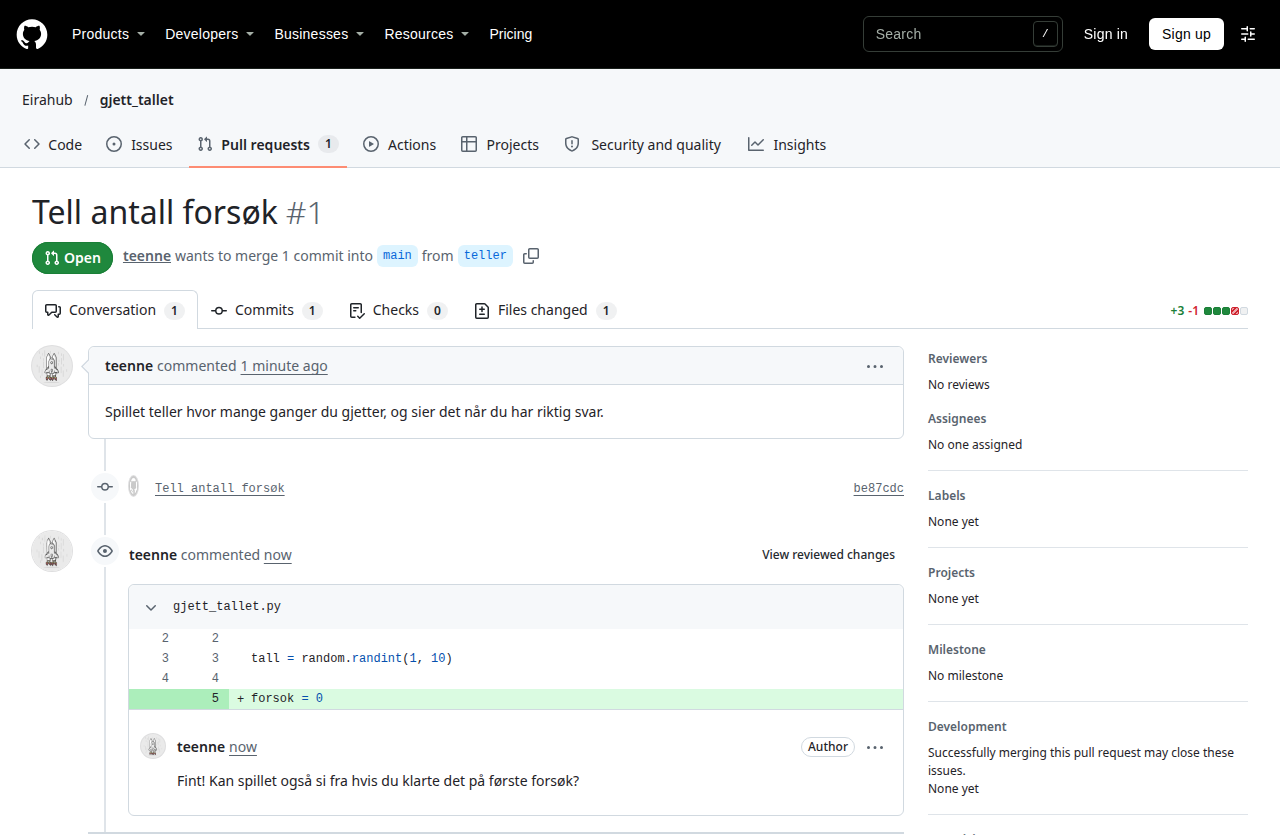 Products Developers Businesses Resources Pricing Search / Sign in Sign up
Eirahub / gjett_tallet
Code Issues Pull requests 1 Actions Projects Security and quality Insights
Tell antall forsøk #1
Open teenne wants to merge 1 commit into main from teller
Conversation 1 Commits 1 Checks 0 Files changed 1 +3 -1
teenne commented 1 minute ago
Spillet teller hvor mange ganger du gjetter, og sier det når du har riktig svar.
Tell antall forsøk be87cdc
teenne commented now View reviewed changes
gjett_tallet.py
2 2
3 3 tall = random.randint(1, 10)
4 4
5 + forsok = 0
teenne now Author
Fint! Kan spillet også si fra hvis du klarte det på første forsøk?
Reviewers
No reviews
Assignees
No one assigned
Labels
None yet
Projects
None yet
Milestone
No milestone
Development
Successfully merging this pull request may close these
issues.
None yet